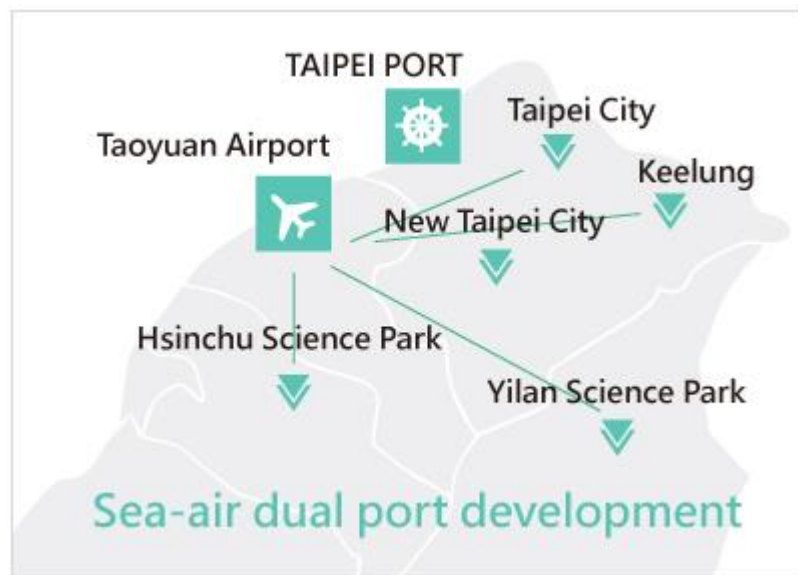 TAIPEI PORT
Taipei City
Taoyuan Airport
Keelung
New Taipei City
Hsinchu Science Park
Yilan Science Park
Sea-air dual port development